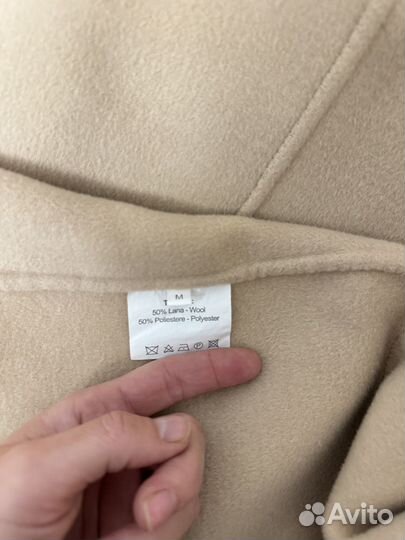 M
50% Lana - Wool
50% Poliestere - Polyester
Avito